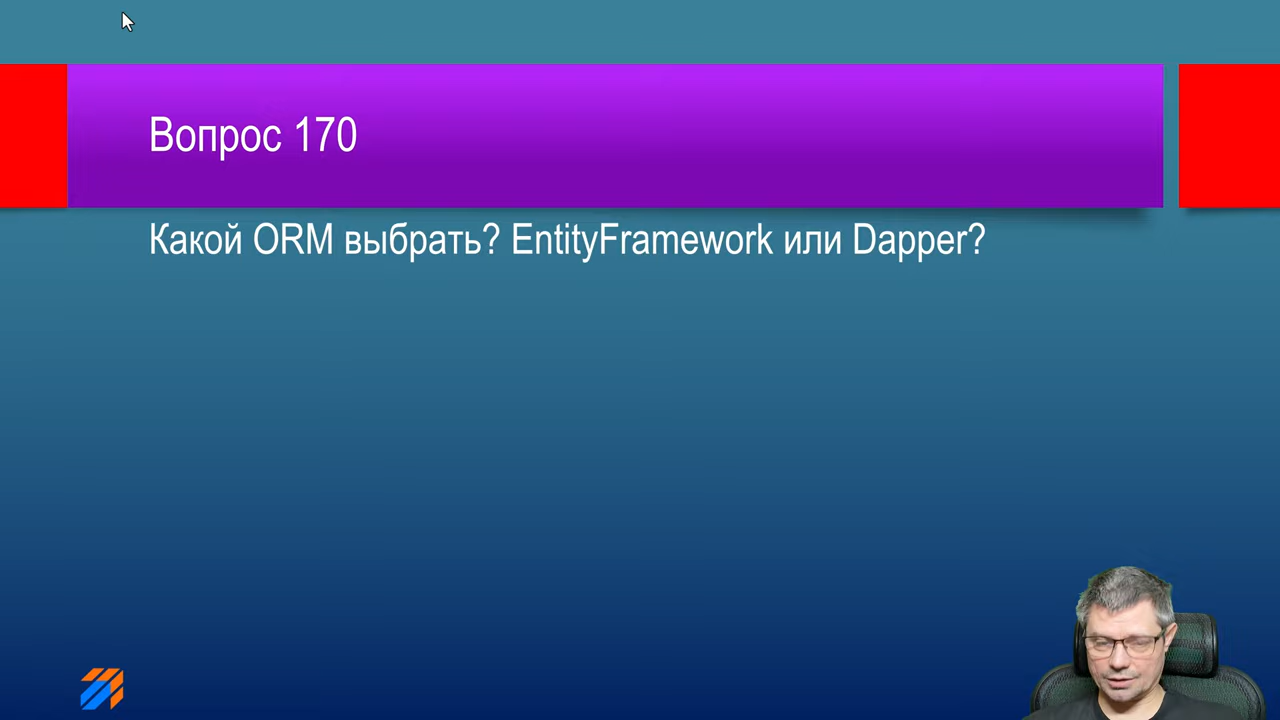 Вопрос 170
Какой ORM выбрать? EntityFramework или Dapper?